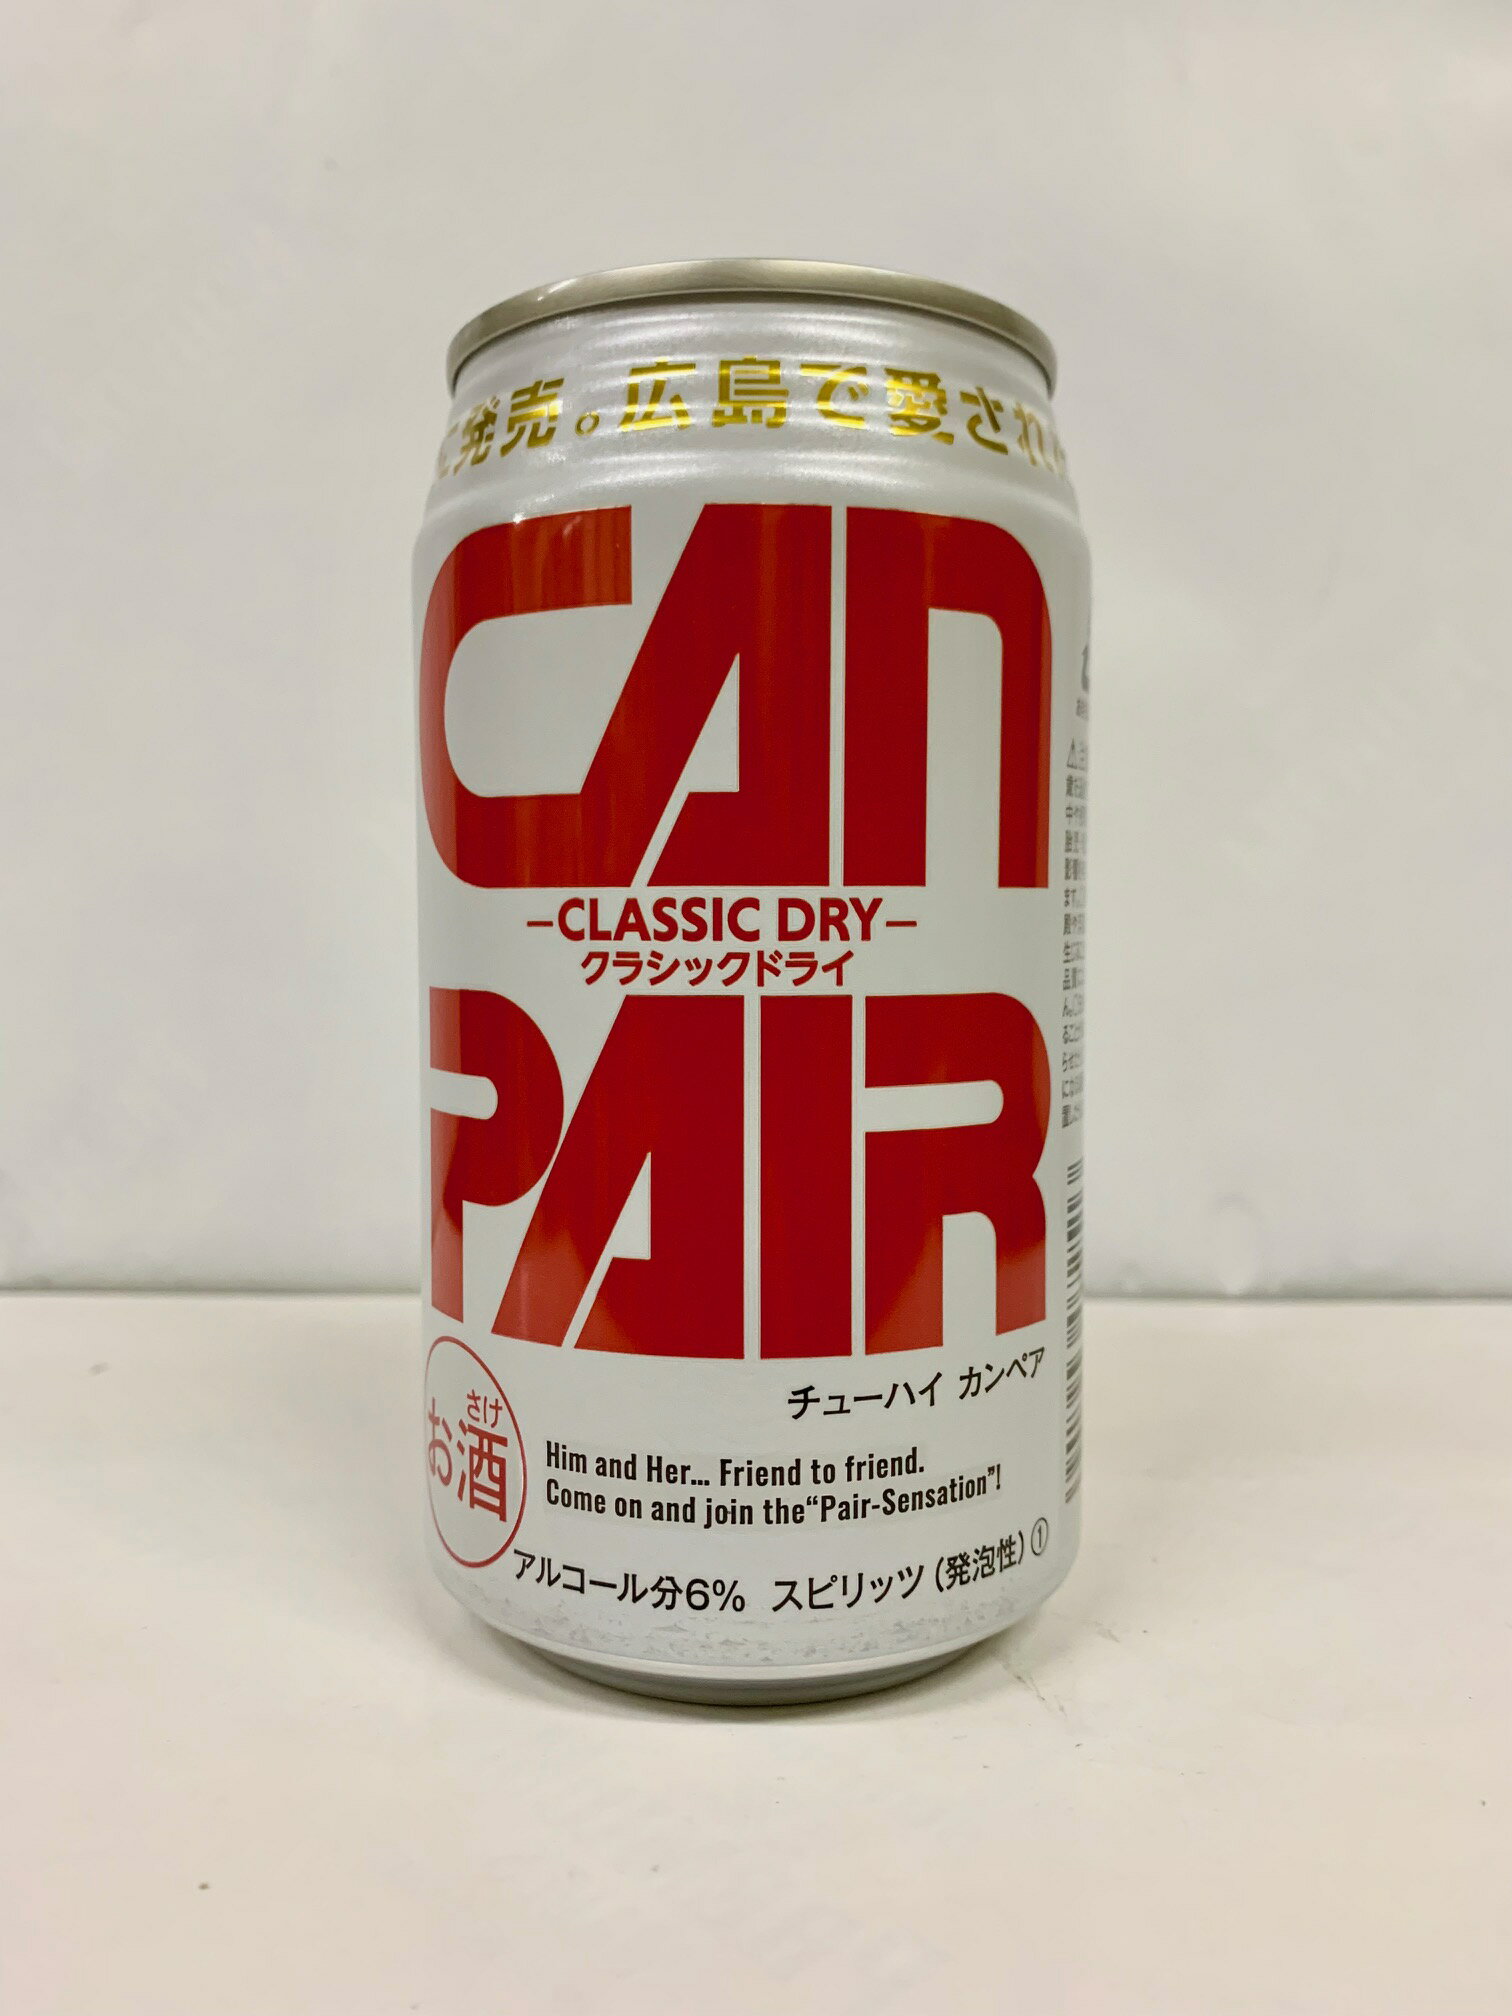 発売。広島で愛され
CAN
–CLASSIC DRY–
クラシックドライ
PAIR
チューハイ カンペア
さけ
お酒
Him and Her... Friend to friend.
Come on and join the“Pair-Sensation”!
アルコール分6% スピリッツ(発泡性)①